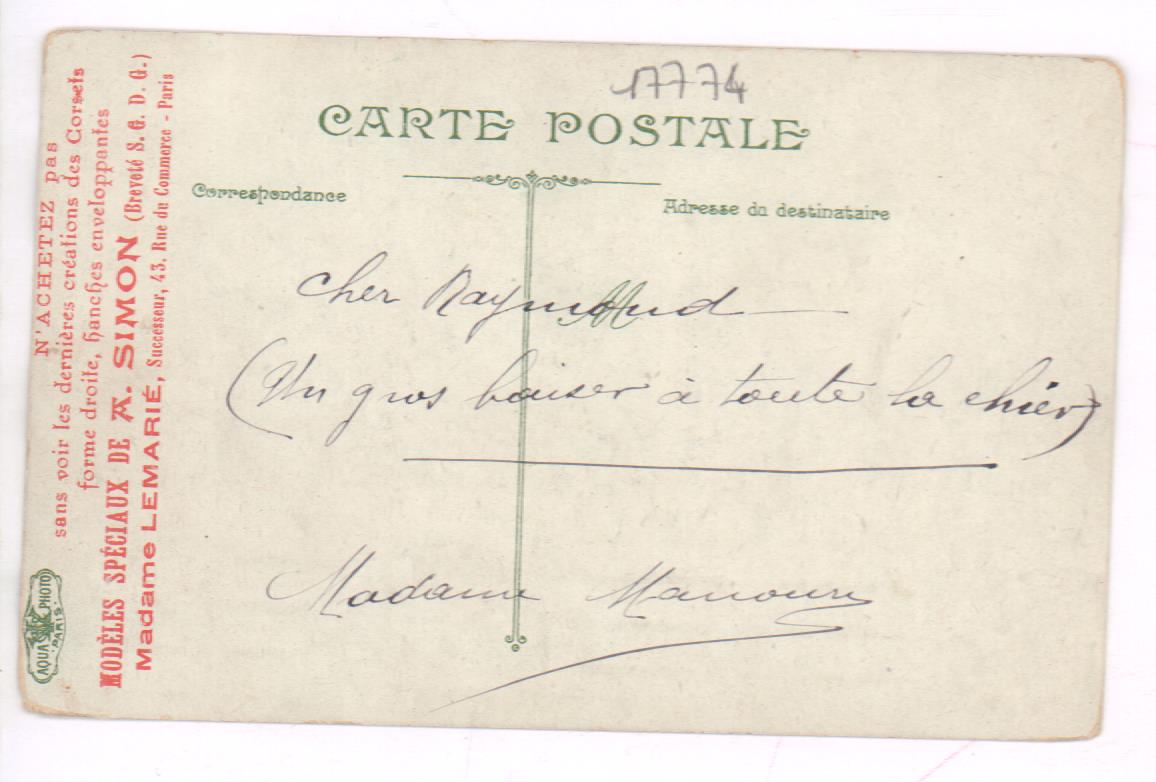 17774
CARTE POSTALE
Correspondance
Adresse du destinataire
cher Raymond
(Un gros baiser à toute la chièr)
Madame
N'ACHETEZ pas
sans voir les dernières créations des Corsets
forme droite, hanches enveloppantes
MODÈLES SPÉCIAUX DE A. SIMON (Breveté S. G. D. G.)
Madame LEMARIÉ, Successeur, 43, Rue du Commerce - Paris
AQUA PHOTO
PARIS